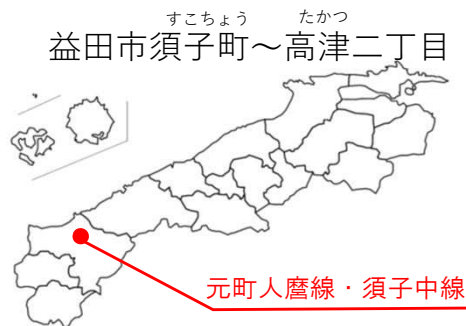 すこちょう たかつ
益田市須子町～高津二丁目
元町人麿線・須子中線